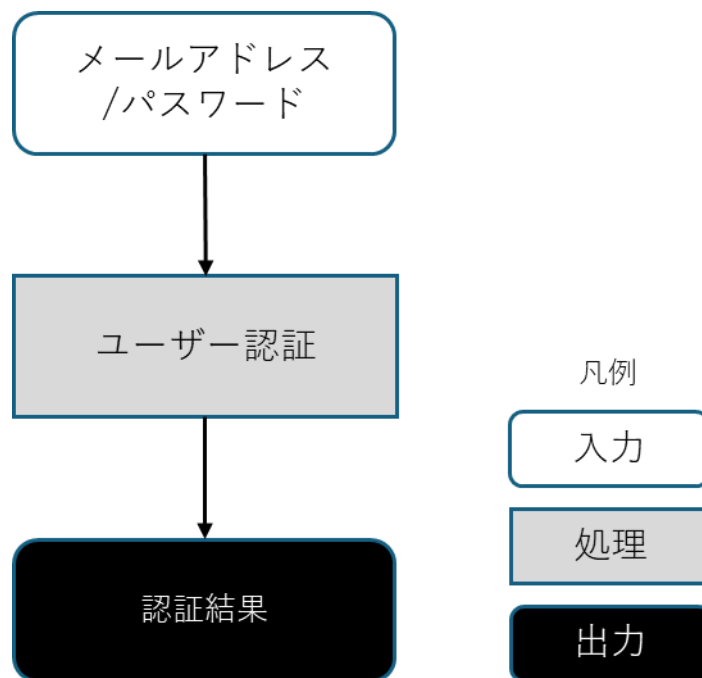 メールアドレス
/パスワード
ユーザー認証
認証結果
凡例
入力
処理
出力